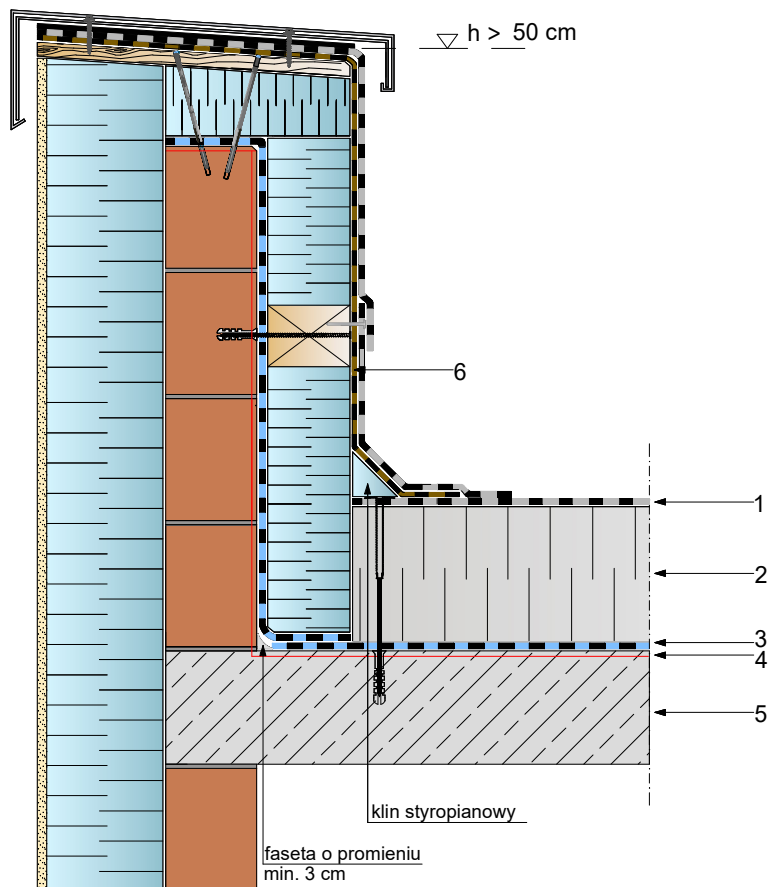 h > 50 cm
6
1
2
3
4
5
klin styropianowy
faseta o promieniu
min. 3 cm